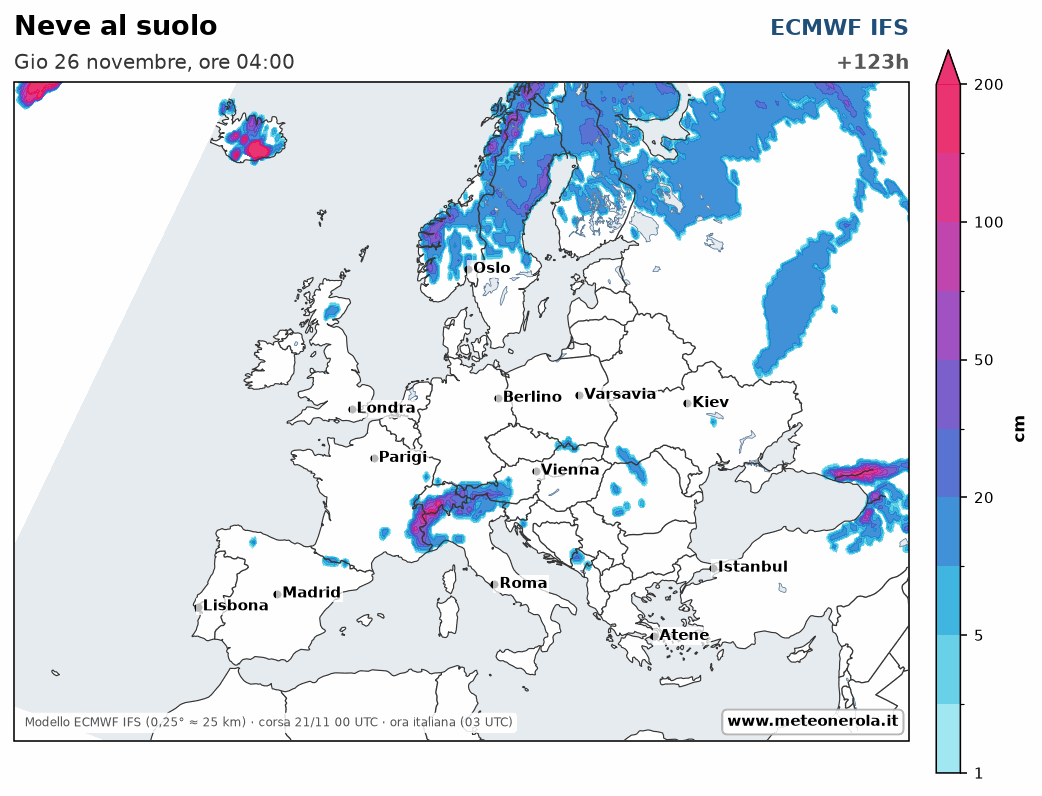 Neve al suolo
ECMWF IFS
Gio 26 novembre, ore 04:00
+123h
200
100
50
20
5
1
cm
Oslo
Londra
Berlino
Varsavia
Kiev
Parigi
Vienna
Madrid
Lisbona
Roma
Istanbul
Atene
Modello ECMWF IFS (0,25° ≈ 25 km) · corsa 21/11 00 UTC · ora italiana (03 UTC)
www.meteonerola.it